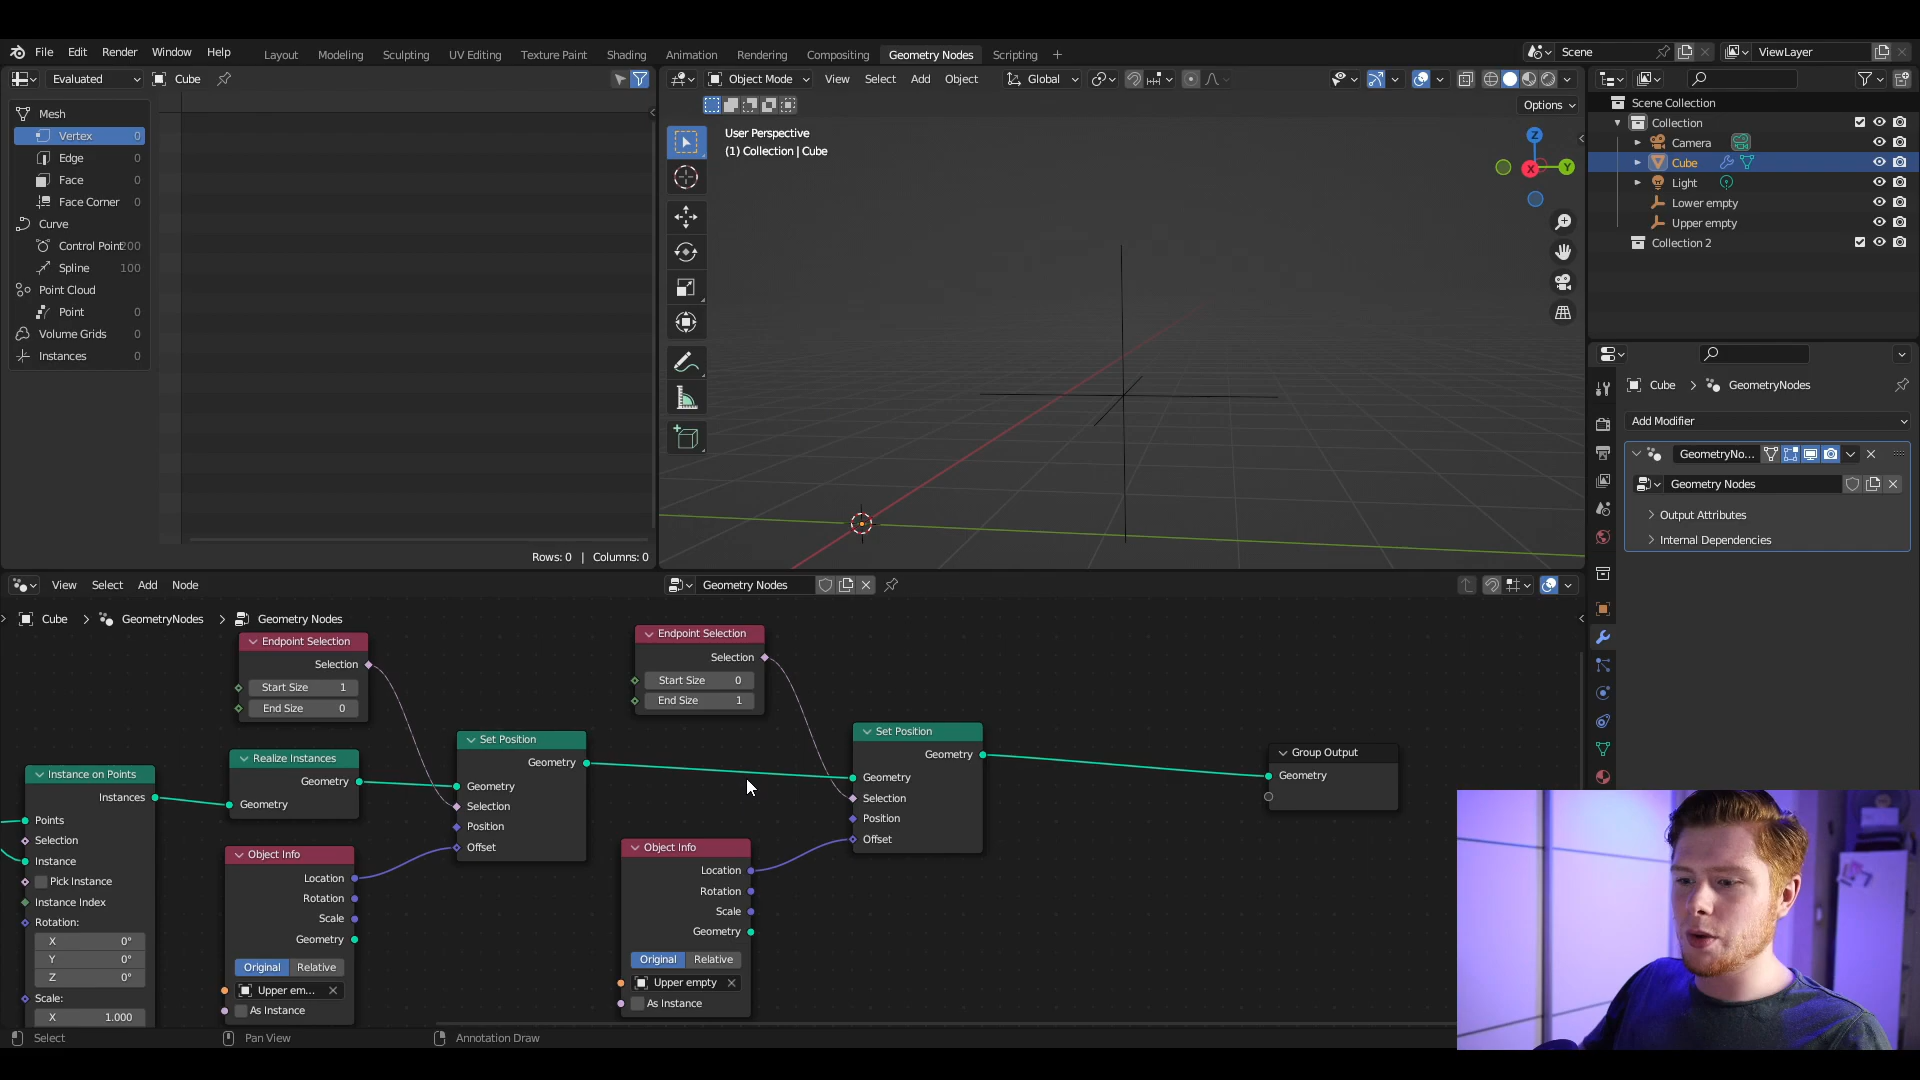 File Edit Render Window Help Layout Modeling Sculpting UV Editing Texture Paint Shading Animation Rendering Compositing Geometry Nodes Scripting + Scene ViewLayer
Evaluated Cube
Object Mode View Select Add Object Global
Options
Mesh
Vertex 0
Edge 0
Face 0
Face Corner 0
Curve
Control Point 200
Spline 100
Point Cloud
Point 0
Volume Grids 0
Instances 0
Rows: 0 | Columns: 0
User Perspective
(1) Collection | Cube
Z
Y
X
Scene Collection
Collection
Camera
Cube
Light
Lower empty
Upper empty
Collection 2
Cube > GeometryNodes
Add Modifier
GeometryNo...
Geometry Nodes
Output Attributes
Internal Dependencies
View Select Add Node Geometry Nodes
Cube > GeometryNodes > Geometry Nodes
Instance on Points
Instances
Points
Selection
Instance
Pick Instance
Instance Index
Rotation:
X 0°
Y 0°
Z 0°
Scale:
X 1.000
Endpoint Selection
Selection
Start Size 1
End Size 0
Realize Instances
Geometry
Geometry
Object Info
Location
Rotation
Scale
Geometry
Original Relative
Upper em...
As Instance
Set Position
Geometry
Geometry
Selection
Position
Offset
Endpoint Selection
Selection
Start Size 0
End Size 1
Object Info
Location
Rotation
Scale
Geometry
Original Relative
Upper empty
As Instance
Set Position
Geometry
Geometry
Selection
Position
Offset
Group Output
Geometry
Select Pan View Annotation Draw